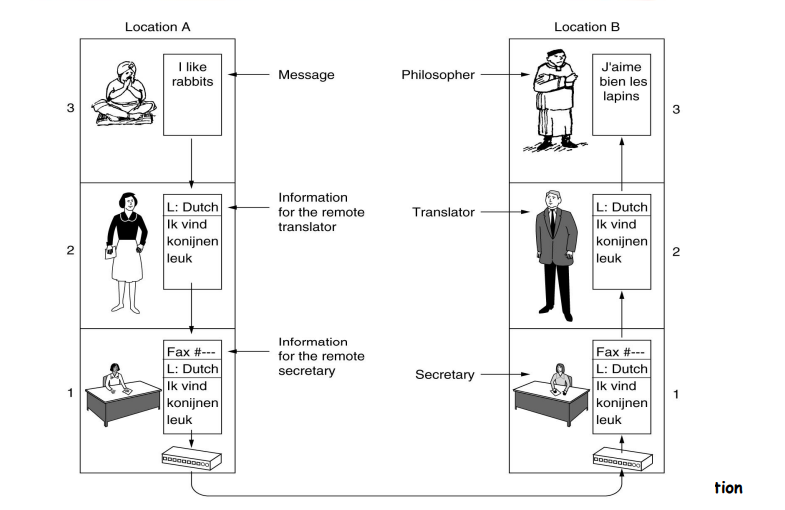 Location A
Location B
I like
rabbits
Message
Philosopher
J'aime
bien les
lapins
3
3
L: Dutch
Ik vind
konijnen
leuk
Information
for the remote
translator
Translator
L: Dutch
Ik vind
konijnen
leuk
2
2
Fax #---
L: Dutch
Ik vind
konijnen
leuk
Information
for the remote
secretary
Secretary
Fax #---
L: Dutch
Ik vind
konijnen
leuk
1
1
tion